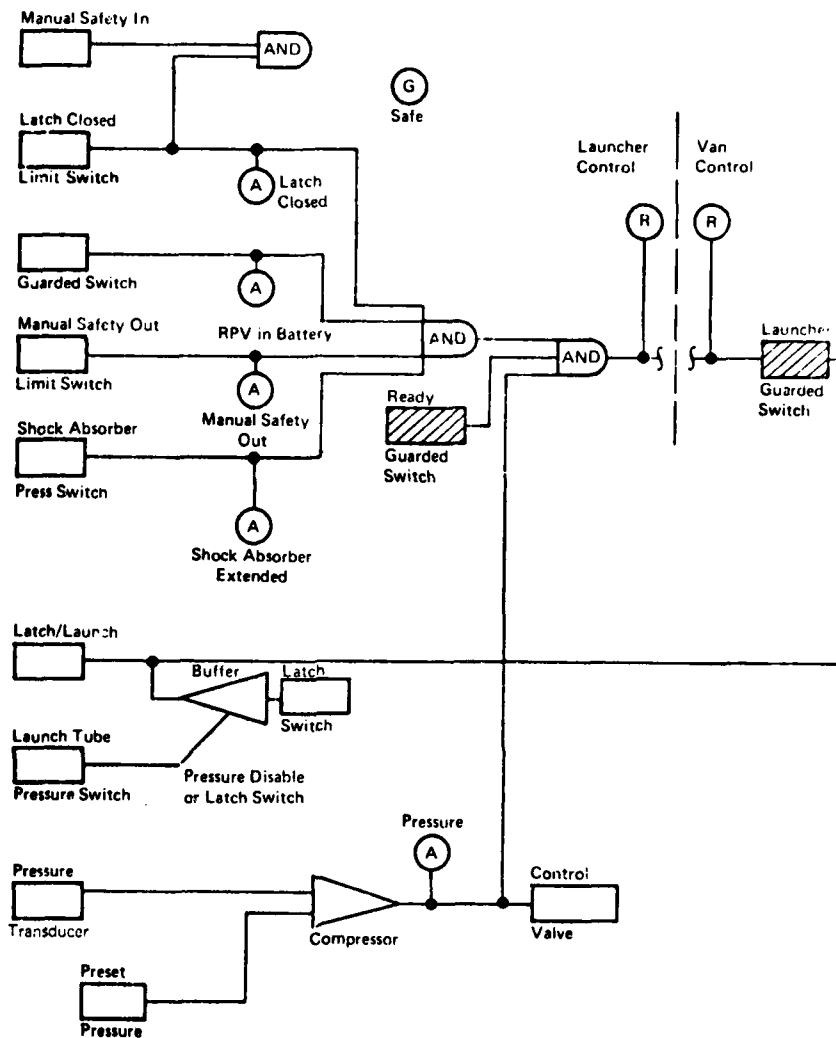 Manual Safety In
AND
G
Safe
Latch Closed
Limit Switch
A
Latch
Closed
Launcher
Control
Van
Control
R
R
Guarded Switch
A
RPV in Battery
Manual Safety Out
Limit Switch
A
Manual Safety
Out
AND
AND
Ready
Guarded
Switch
Launcher
Guarded
Switch
Shock Absorber
Press Switch
A
Shock Absorber
Extended
Latch/Launch
Buffer
Latch
Switch
Launch Tube
Pressure Switch
Pressure Disable
or Latch Switch
Pressure
A
Pressure
Transducer
Compressor
Control
Valve
Preset
Pressure